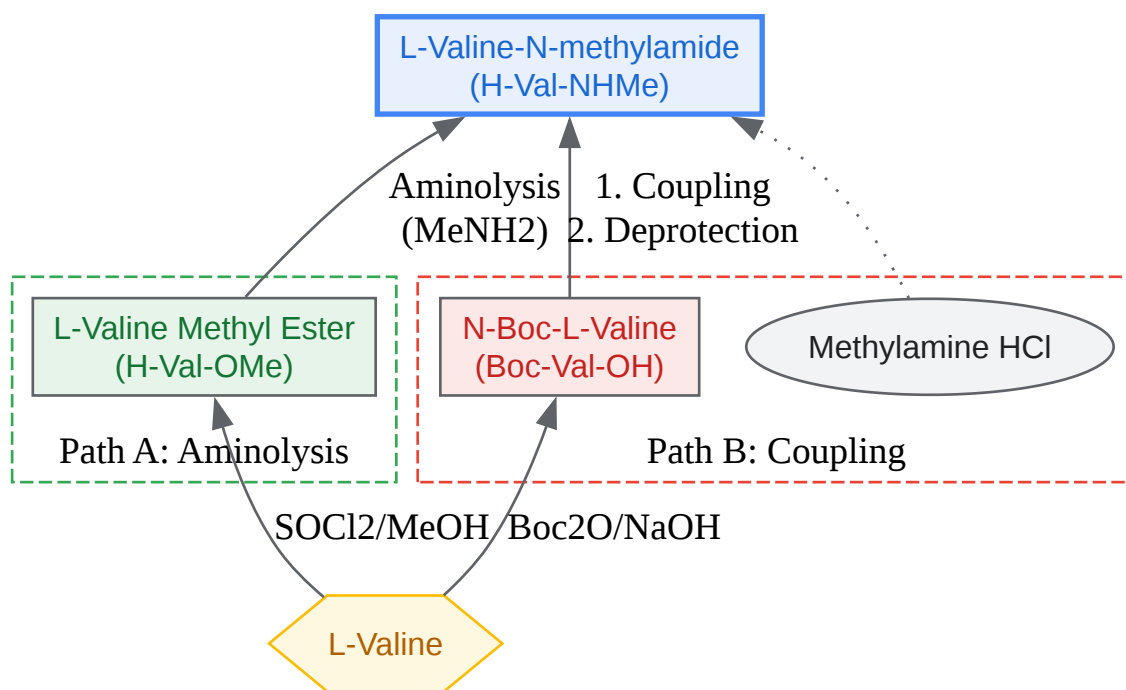 L-Valine-N-methylamide
(H-Val-NHMe)
Aminolysis
(MeNH2)
1. Coupling
2. Deprotection
L-Valine Methyl Ester
(H-Val-OMe)
N-Boc-L-Valine
(Boc-Val-OH)
Methylamine HCl
Path A: Aminolysis
Path B: Coupling
SOCl2/MeOH
Boc2O/NaOH
L-Valine